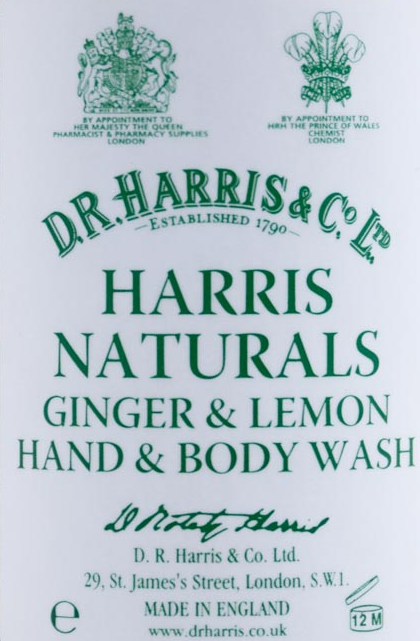 BY APPOINTMENT TO
HER MAJESTY THE QUEEN
PHARMACIST & PHARMACY SUPPLIES
LONDON
BY APPOINTMENT TO
HRH THE PRINCE OF WALES
CHEMIST
LONDON
D.R. HARRIS & Co. LTD
ESTABLISHED 1790
HARRIS
NATURALS
GINGER & LEMON
HAND & BODY WASH
D. R. Harris & Co. Ltd.
29, St. James's Street, London, S.W.1.
MADE IN ENGLAND
www.drharris.co.uk
e
12 M